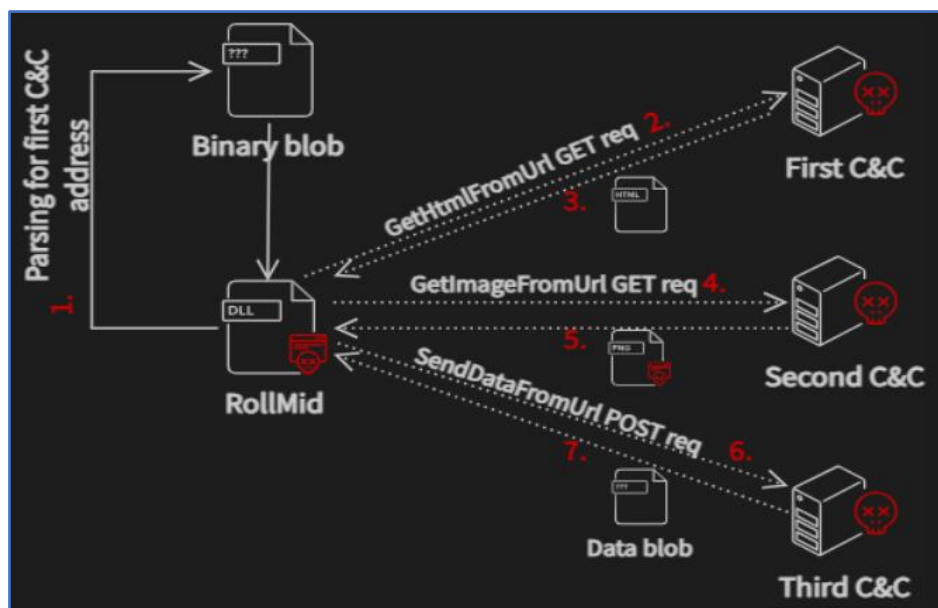 Parsing for first C&C
address
1.
???
Binary blob
GetHtmlFromUrl GET req 2.
3.
HTML
First C&C
DLL
RollMid
GetImageFromUrl GET req 4.
5.
PNG
Second C&C
SendDataFromUrl POST req 6.
7.
???
Data blob
Third C&C